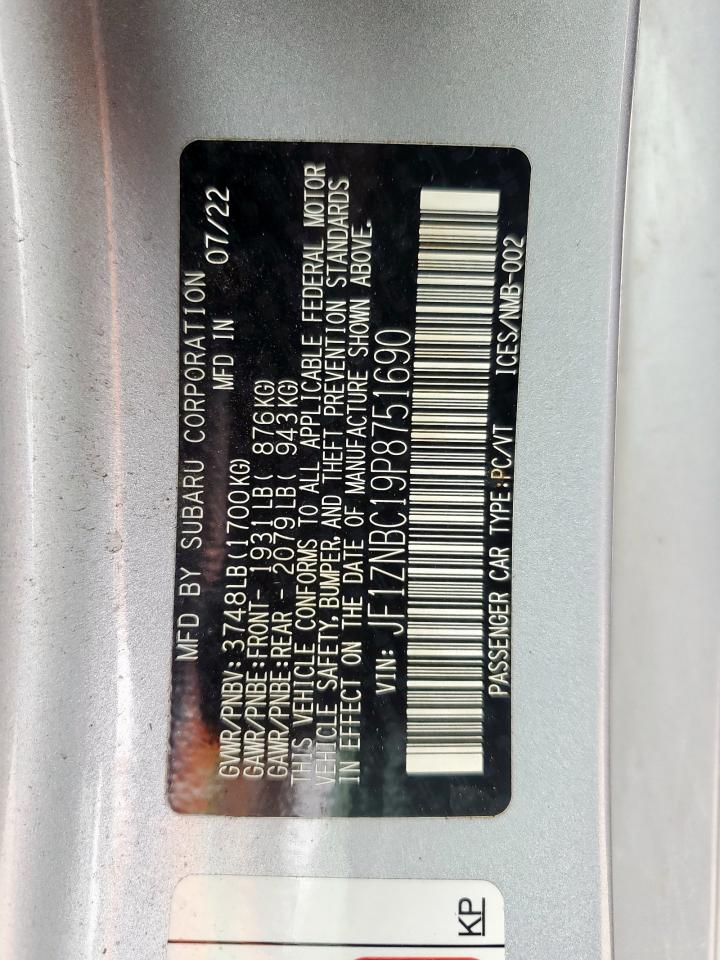 MFD BY SUBARU CORPORATION
GVWR/PNBV: 3748LB(1700KG) MFD IN 07/22
GAWR/PNBE:FRONT- 1931LB( 876KG)
GAWR/PNBE:REAR - 2079LB( 943KG)
THIS VEHICLE CONFORMS TO ALL APPLICABLE FEDERAL MOTOR
VEHICLE SAFETY, BUMPER, AND THEFT PREVENTION STANDARDS
IN EFFECT ON THE DATE OF MANUFACTURE SHOWN ABOVE.
VIN: JF1ZNBC19P8751690
PASSENGER CAR TYPE:PC/VT ICES/NMB-002
KP